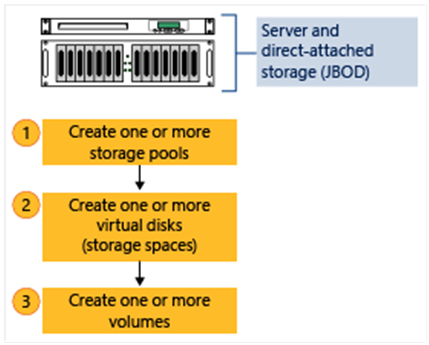 Server and
direct-attached
storage (JBOD)
1
Create one or more
storage pools
2
Create one or more
virtual disks
(storage spaces)
3
Create one or more
volumes